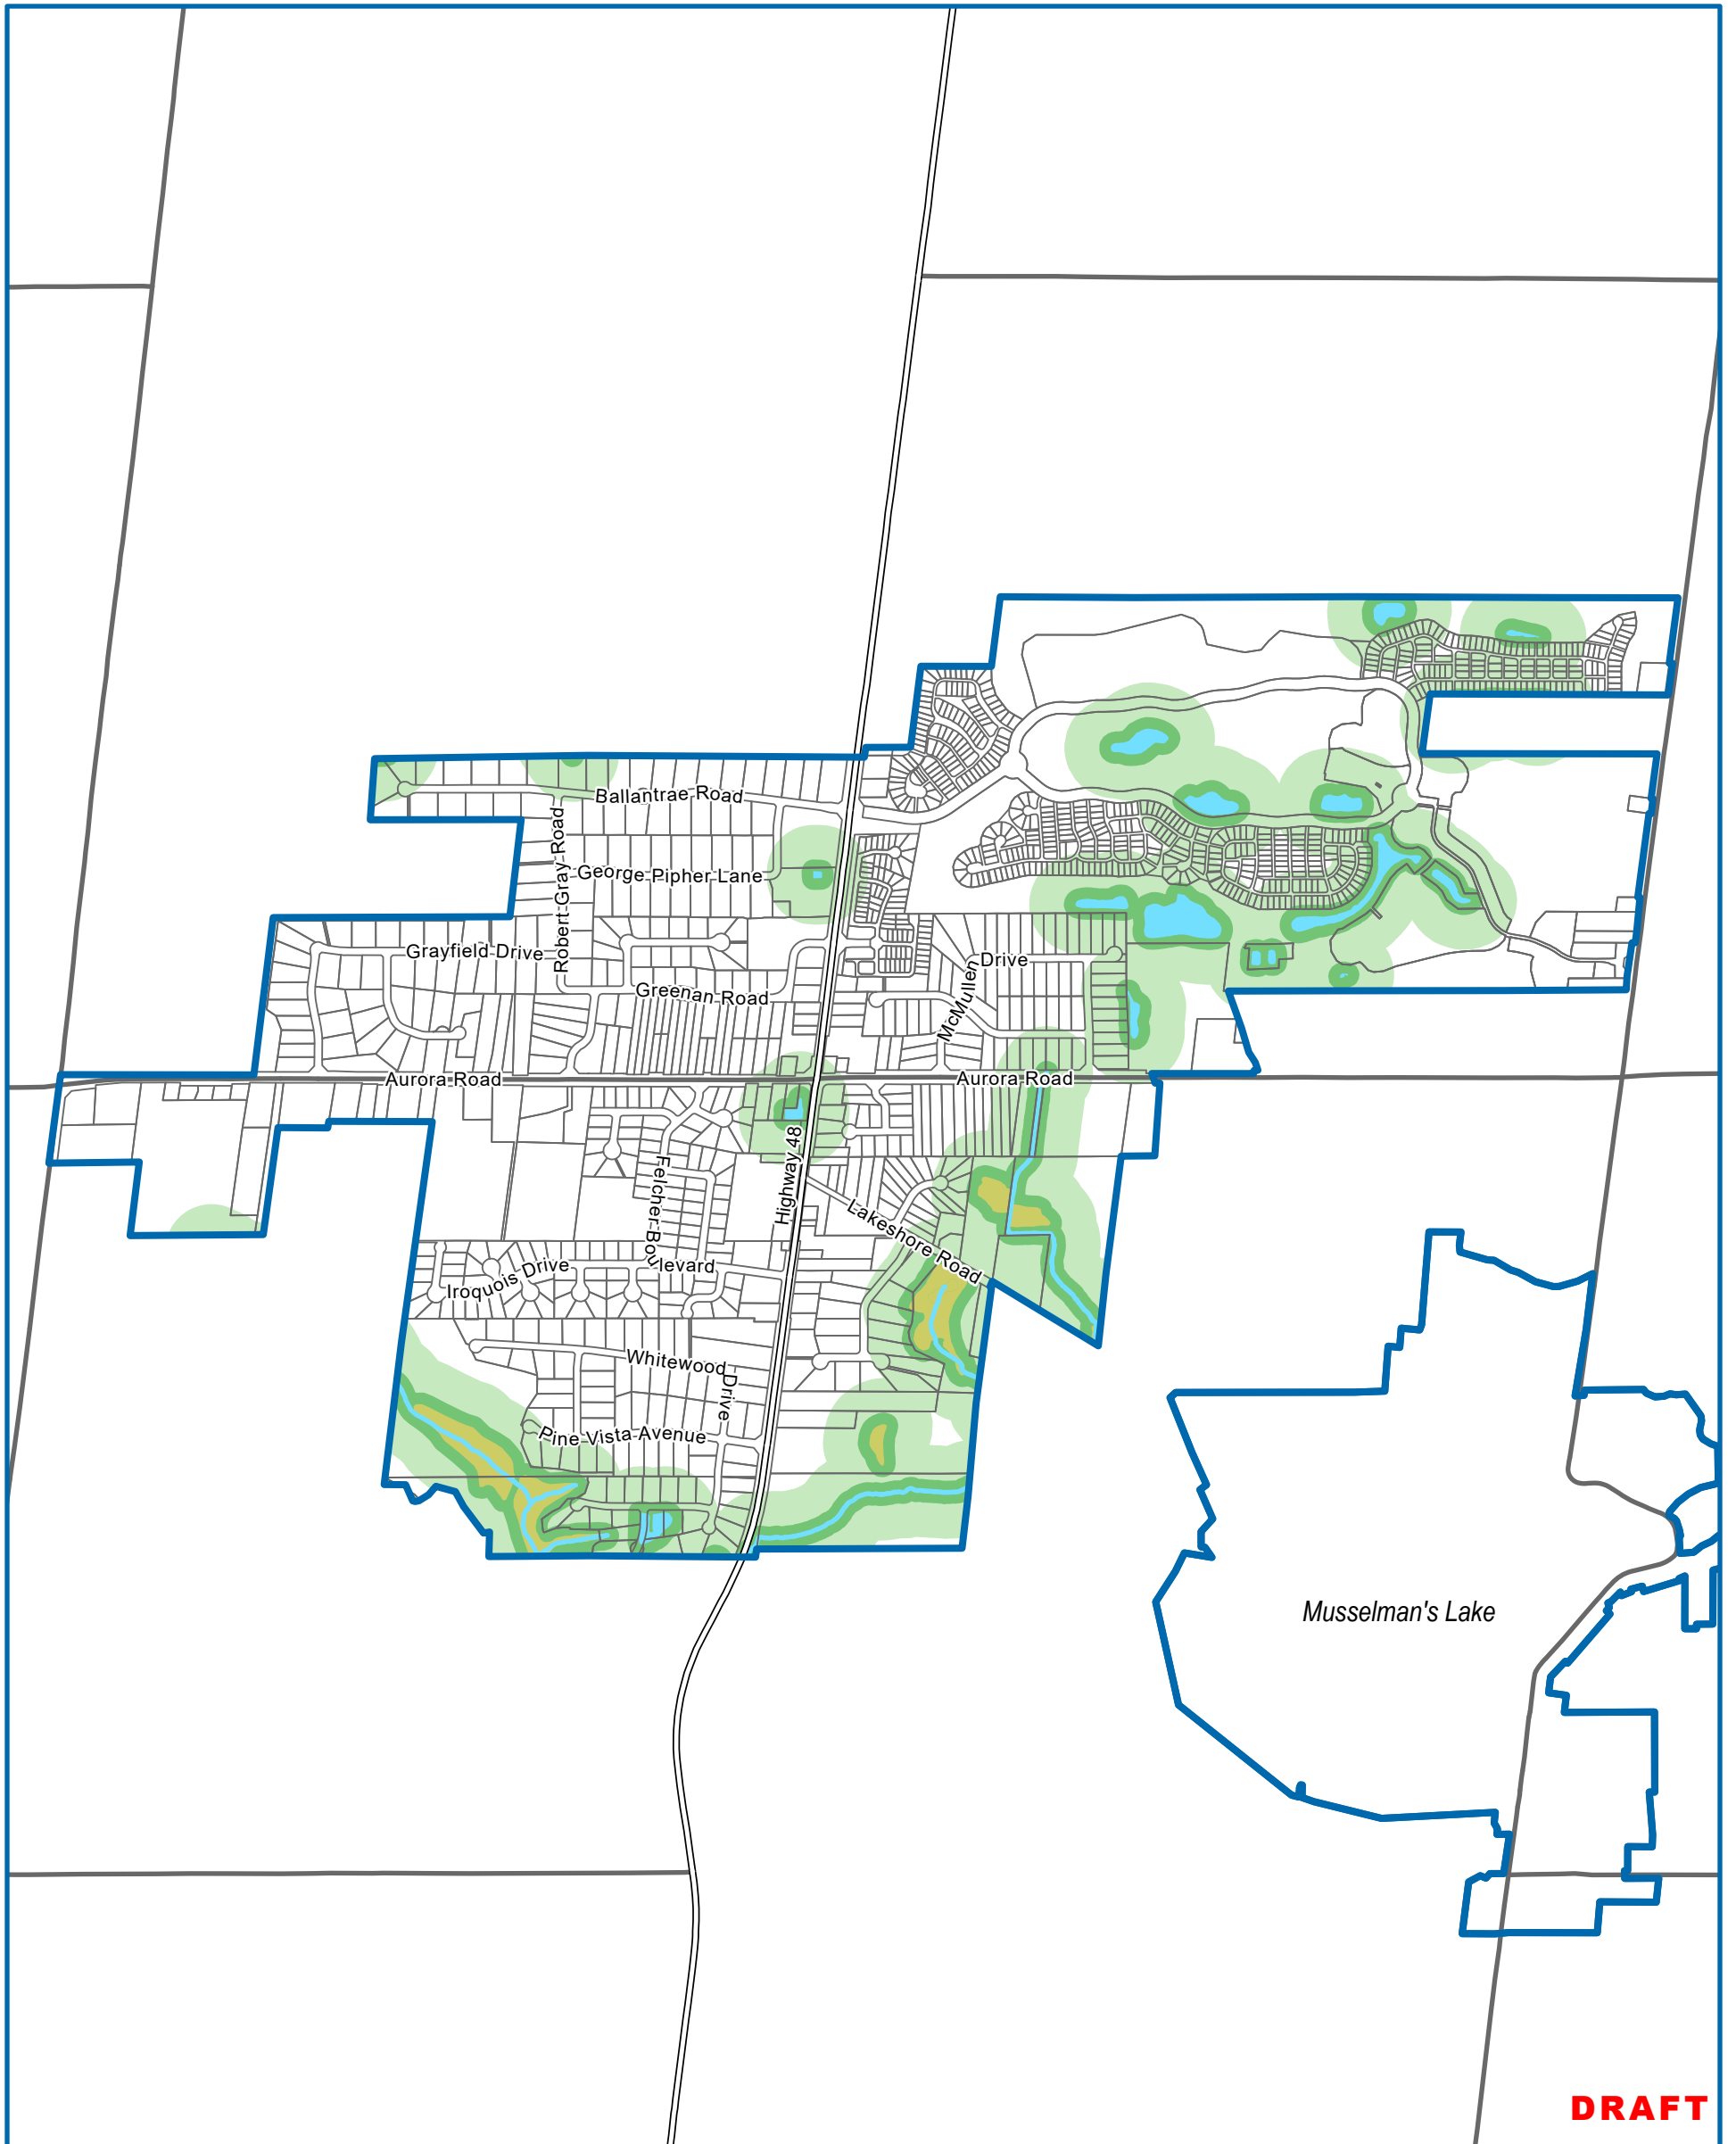 Ballantrae Road
Robert Gray Road
George Pipher Lane
Grayfield Drive
McMullen Drive
Greenan Road
Aurora Road
Aurora Road
Highway 48
Felcher Boulevard
Lakeshore Road
Iroquois Drive
Whitewood Drive
Pine Vista Avenue
Musselman's Lake
DRAFT